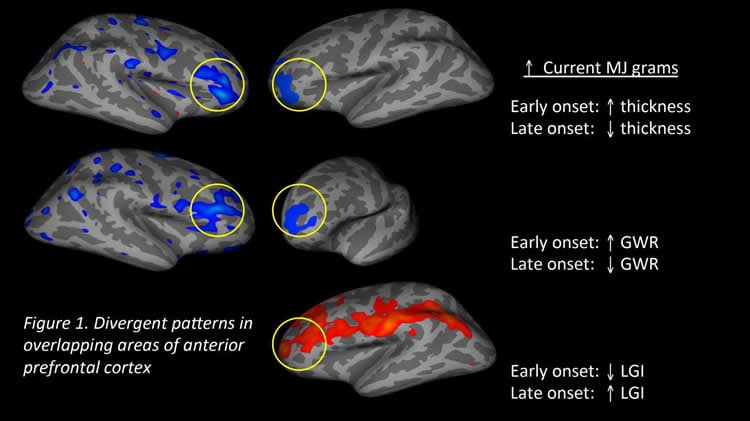 ↑ Current MJ grams
Early onset: ↑ thickness
Late onset: ↓ thickness
Early onset: ↑ GWR
Late onset: ↓ GWR
Figure 1. Divergent patterns in
overlapping areas of anterior
prefrontal cortex
Early onset: ↓ LGI
Late onset: ↑ LGI